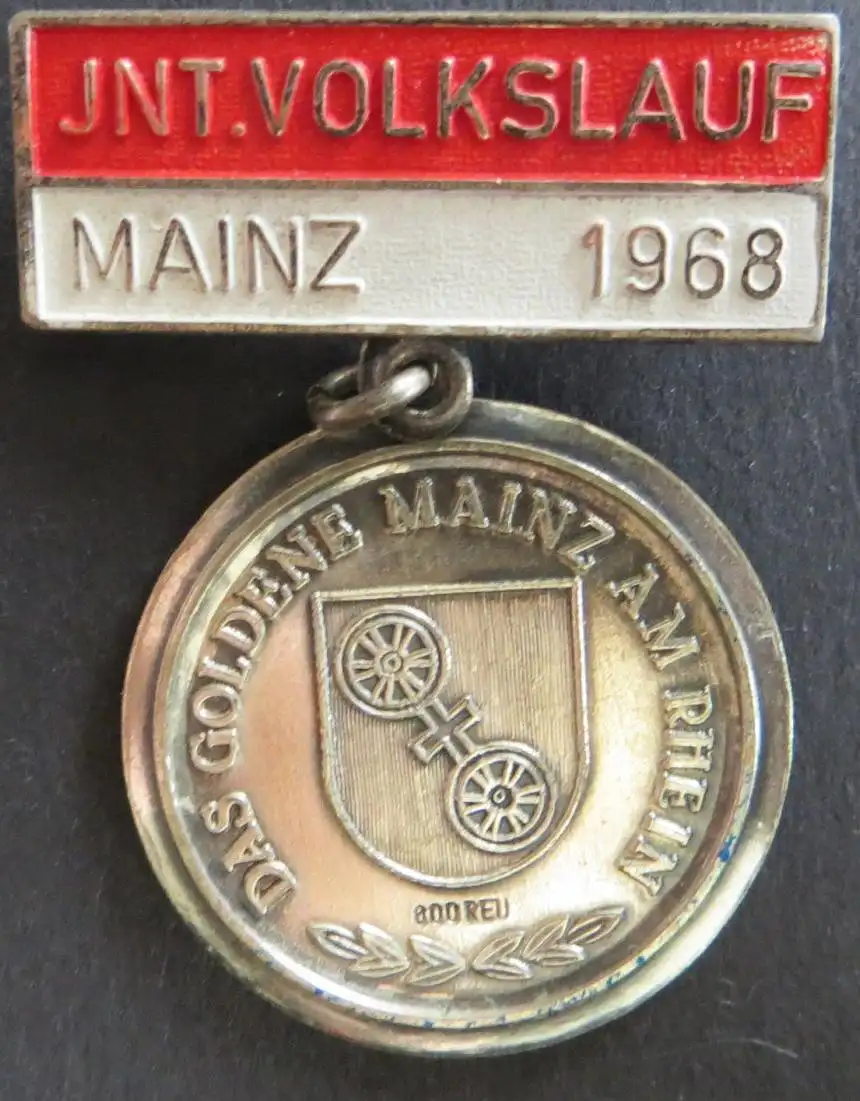 JNT.VOLKSLAUF
MAINZ 1968
DAS GOLDENE MAINZ AM RHEIN
800 REU